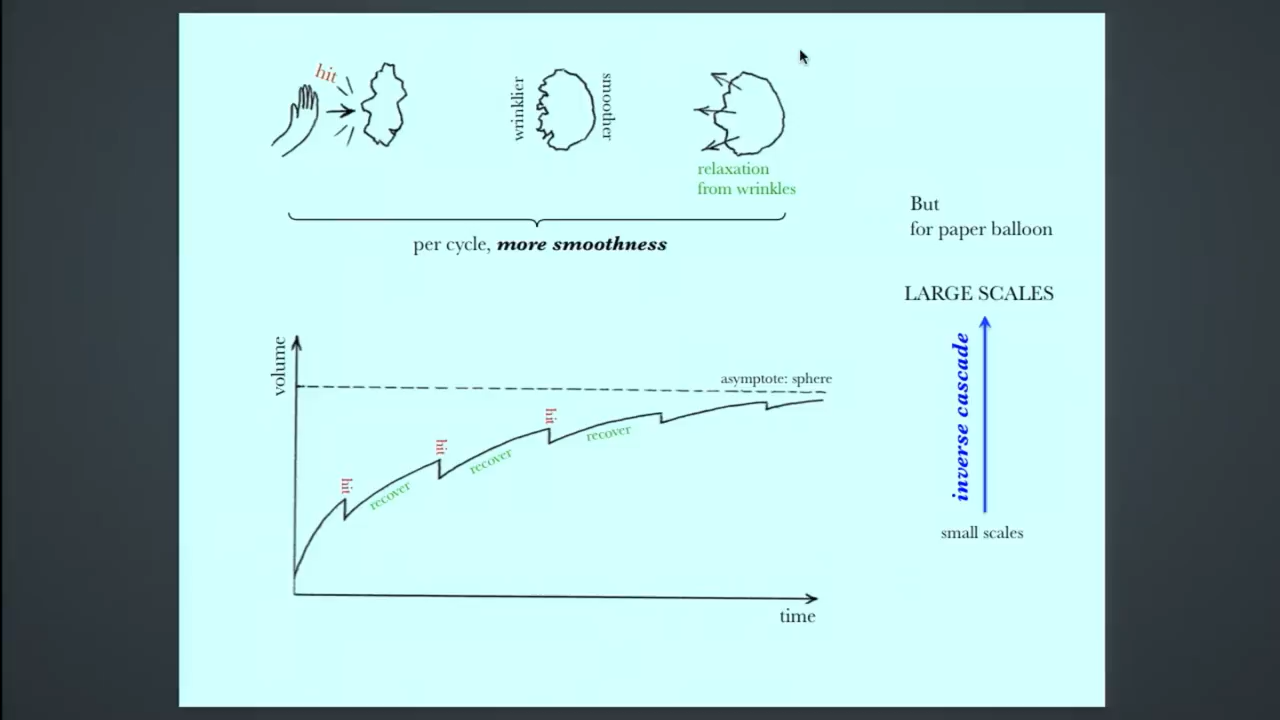 hit
wrinklier
smoother
relaxation
from wrinkles
per cycle, more smoothness
But
for paper balloon
LARGE SCALES
inverse cascade
small scales
volume
asymptote: sphere
hit
recover
hit
recover
hit
recover
time